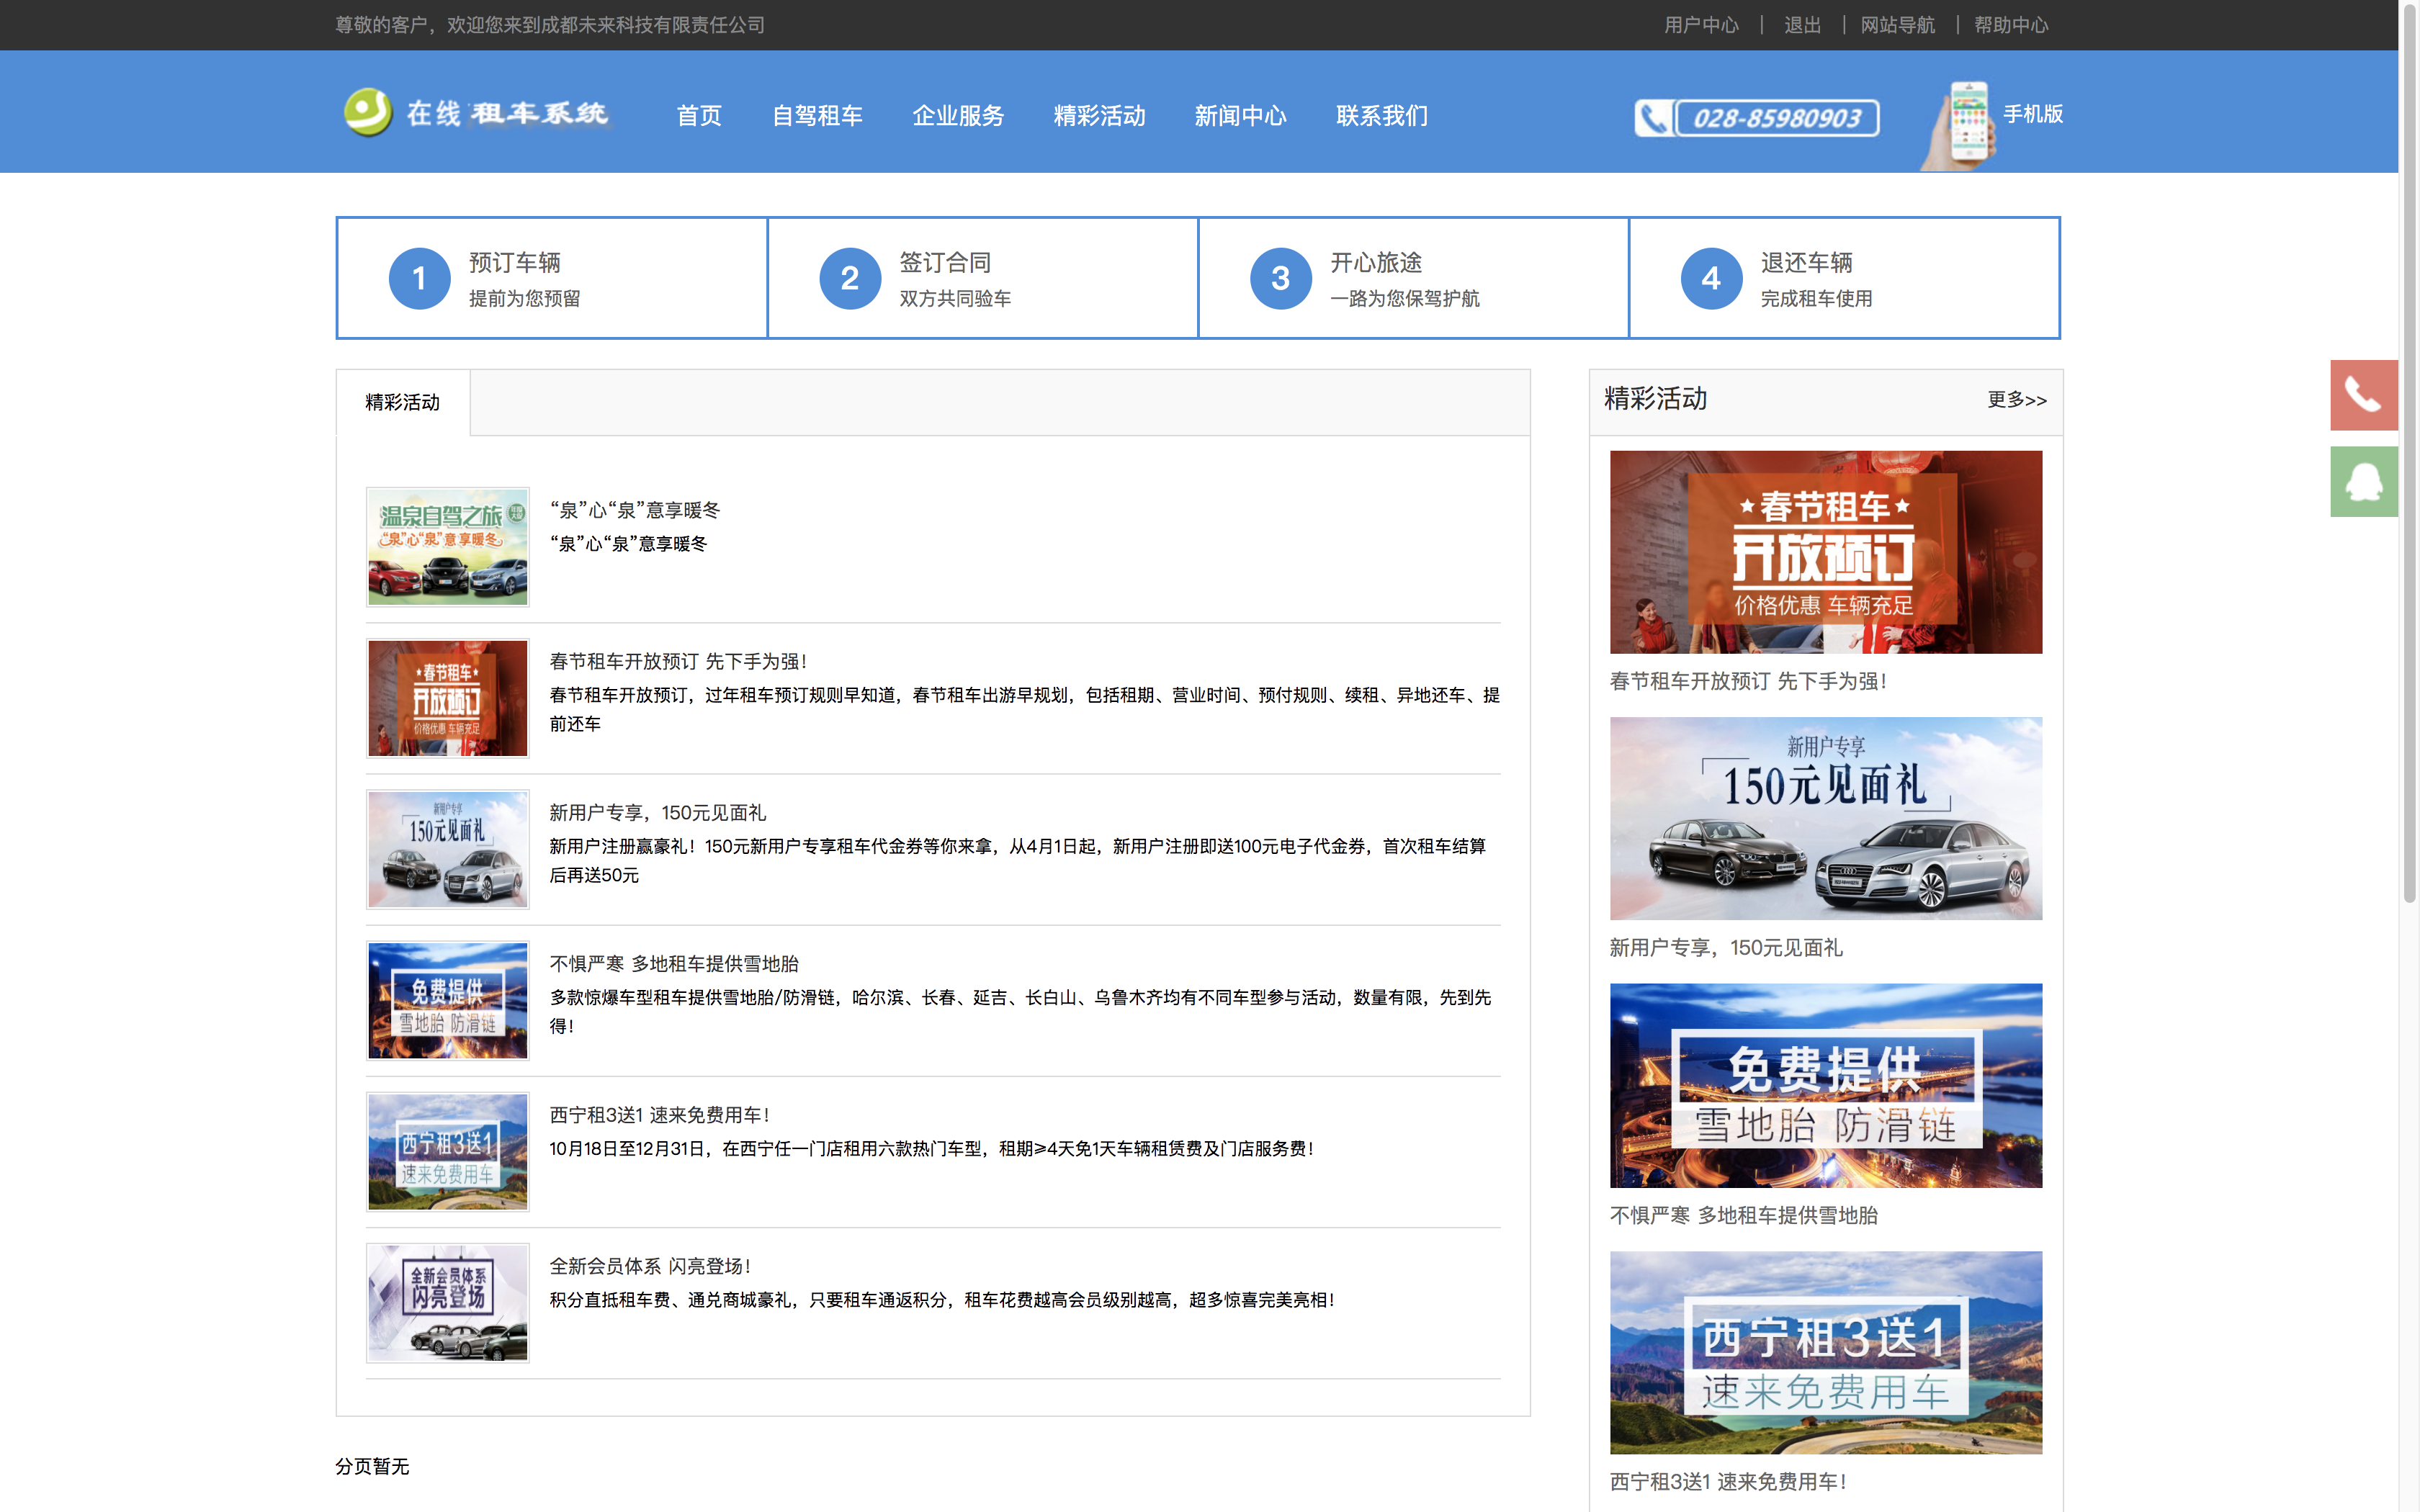 尊敬的客户，欢迎您来到成都未来科技有限责任公司
用户中心 | 退出 | 网站导航 | 帮助中心
在线租车系统
首页 自驾租车 企业服务 精彩活动 新闻中心 联系我们
028-85980903
手机版
1 预订车辆
提前为您预留
2 签订合同
双方共同验车
3 开心旅途
一路为您保驾护航
4 退还车辆
完成租车使用
精彩活动
温泉自驾之旅
“泉”心“泉”意享暖冬
“泉”心“泉”意享暖冬
“泉”心“泉”意享暖冬
春节租车
开放预订
价格优惠 车辆充足
春节租车开放预订 先下手为强！
春节租车开放预订，过年租车预订规则早知道，春节租车出游早规划，包括租期、营业时间、预付规则、续租、异地还车、提
前还车
新用户专享
150元见面礼
新用户专享，150元见面礼
新用户注册赢豪礼！150元新用户专享租车代金券等你来拿，从4月1日起，新用户注册即送100元电子代金券，首次租车结算
后再送50元
免费提供
雪地胎 防滑链
不惧严寒 多地租车提供雪地胎
多款惊爆车型租车提供雪地胎/防滑链，哈尔滨、长春、延吉、长白山、乌鲁木齐均有不同车型参与活动，数量有限，先到先
得！
西宁租3送1
速来免费用车
西宁租3送1 速来免费用车！
10月18日至12月31日，在西宁任一门店租用六款热门车型，租期≥4天免1天车辆租赁费及门店服务费！
全新会员体系
闪亮登场
全新会员体系 闪亮登场！
积分直抵租车费、通兑商城豪礼，只要租车通返积分，租车花费越高会员级别越高，超多惊喜完美亮相！
分页暂无
精彩活动
更多>>
春节租车
开放预订
价格优惠 车辆充足
春节租车开放预订 先下手为强！
新用户专享
150元见面礼
新用户专享，150元见面礼
免费提供
雪地胎 防滑链
不惧严寒 多地租车提供雪地胎
西宁租3送1
速来免费用车
西宁租3送1 速来免费用车！